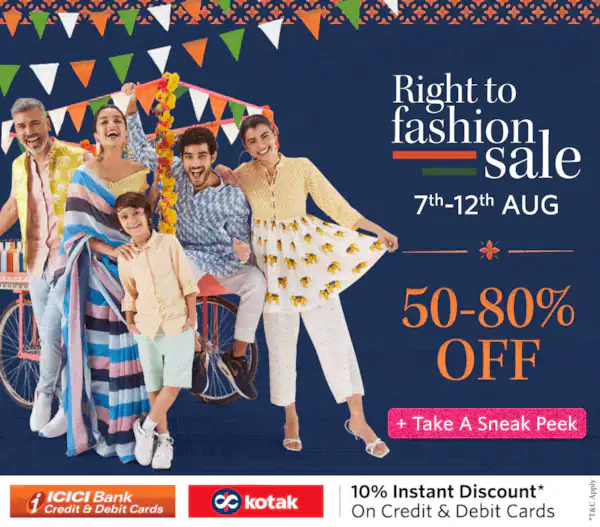 Right to
fashion
sale
7th-12th AUG
50-80%
OFF
+ Take A Sneak Peek
ICICI Bank
Credit & Debit Cards
kotak
10% Instant Discount*
On Credit & Debit Cards
*T&C Apply